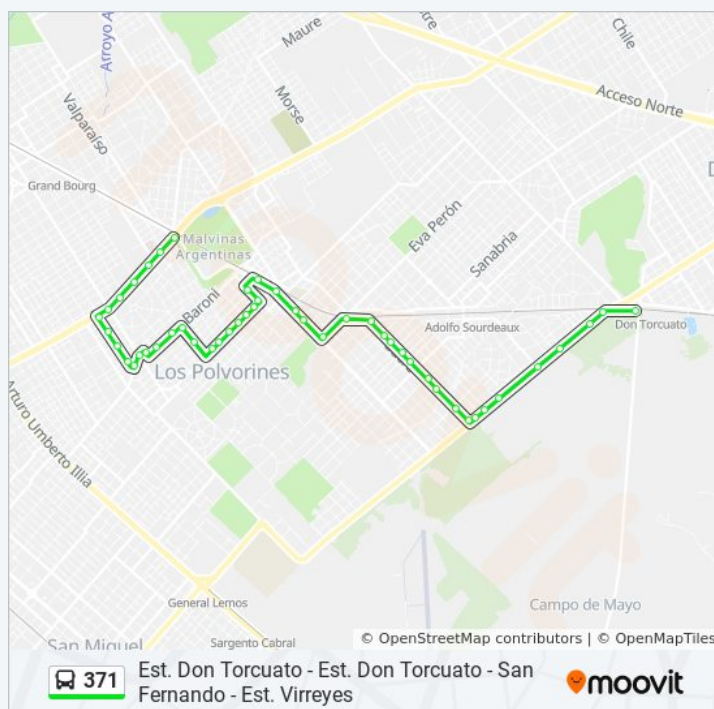 Arroyo A
Maure
stre
Chile
Valparaíso
Morse
Acceso Norte
Grand Bourg
Eva Perón
Sanabria
Malvinas
Argentinas
Baroni
Adolfo Sourdeaux
Don Torcuato
Los Polvorines
Arturo Umberto Illia
General Lemos
Campo de Mayo
San Miguel
Sargento Cabral
© OpenStreetMap contributors | © OpenMapTiles
371
Est. Don Torcuato - Est. Don Torcuato - San
Fernando - Est. Virreyes
moovit